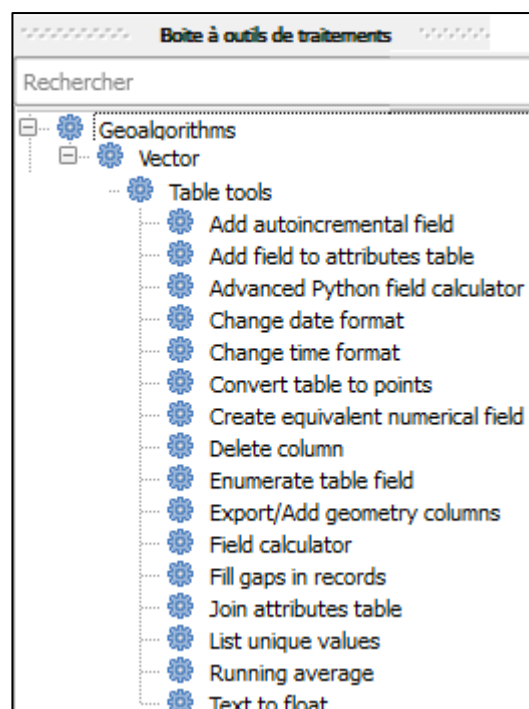 Boite à outils de traitements
Rechercher
Geoalgorithms
Vector
Table tools
Add autoincremental field
Add field to attributes table
Advanced Python field calculator
Change date format
Change time format
Convert table to points
Create equivalent numerical field
Delete column
Enumerate table field
Export/Add geometry columns
Field calculator
Fill gaps in records
Join attributes table
List unique values
Running average
Text to float